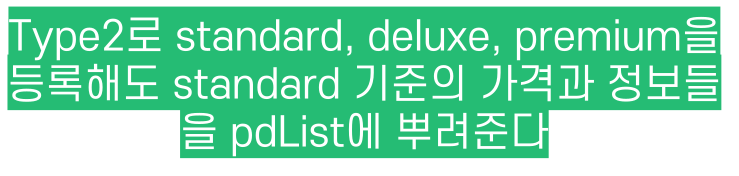 Type2로 standard, deluxe, premium을
등록해도 standard 기준의 가격과 정보들
을 pdList에 뿌려준다